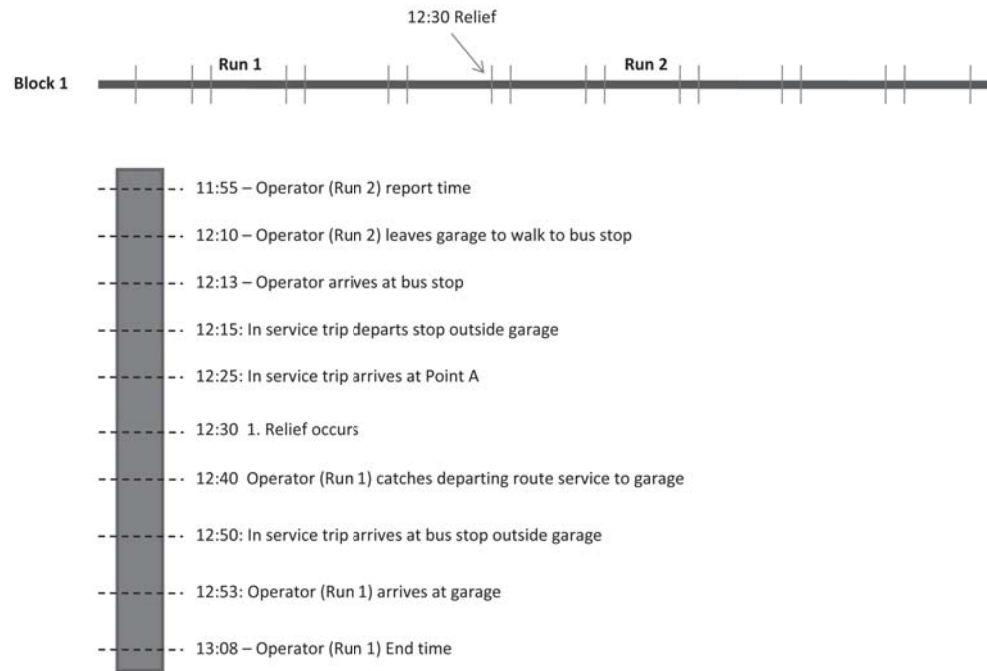 12:30 Relief
Run 1
Run 2
Block 1
11:55 – Operator (Run 2) report time
12:10 – Operator (Run 2) leaves garage to walk to bus stop
12:13 – Operator arrives at bus stop
12:15: In service trip departs stop outside garage
12:25: In service trip arrives at Point A
12:30 1. Relief occurs
12:40 Operator (Run 1) catches departing route service to garage
12:50: In service trip arrives at bus stop outside garage
12:53: Operator (Run 1) arrives at garage
13:08 – Operator (Run 1) End time